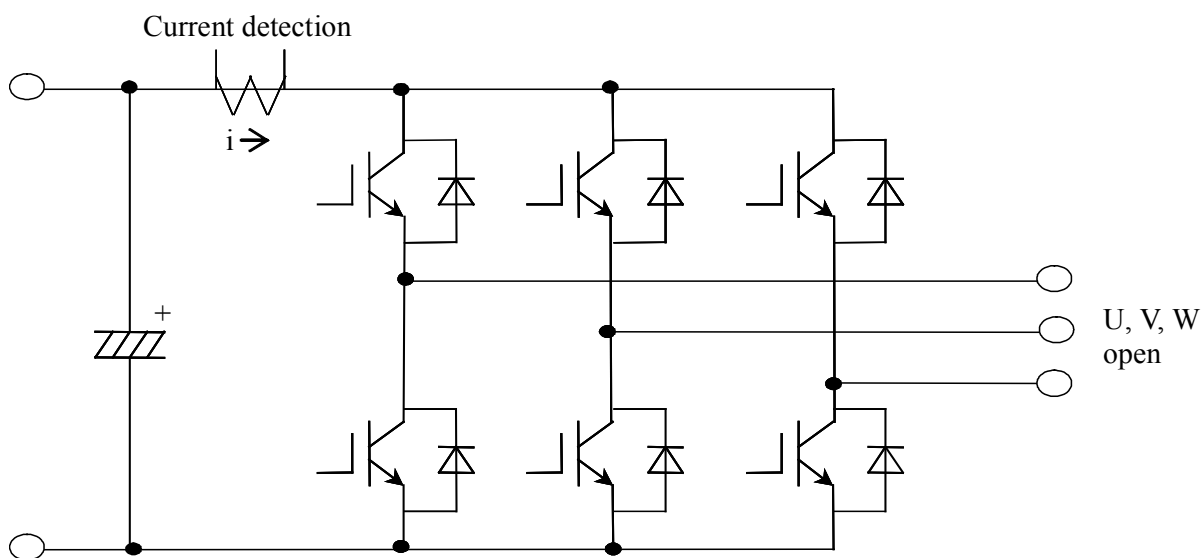 Current detection
i
+
U, V, W
open